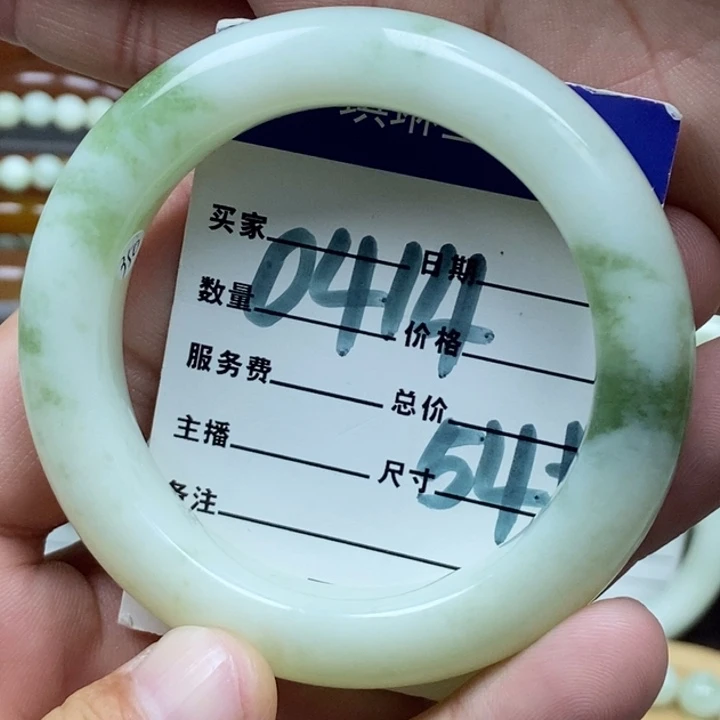 买家 日期
0414
数量 价格
服务费 总价
主播 尺寸
54+
备注
350